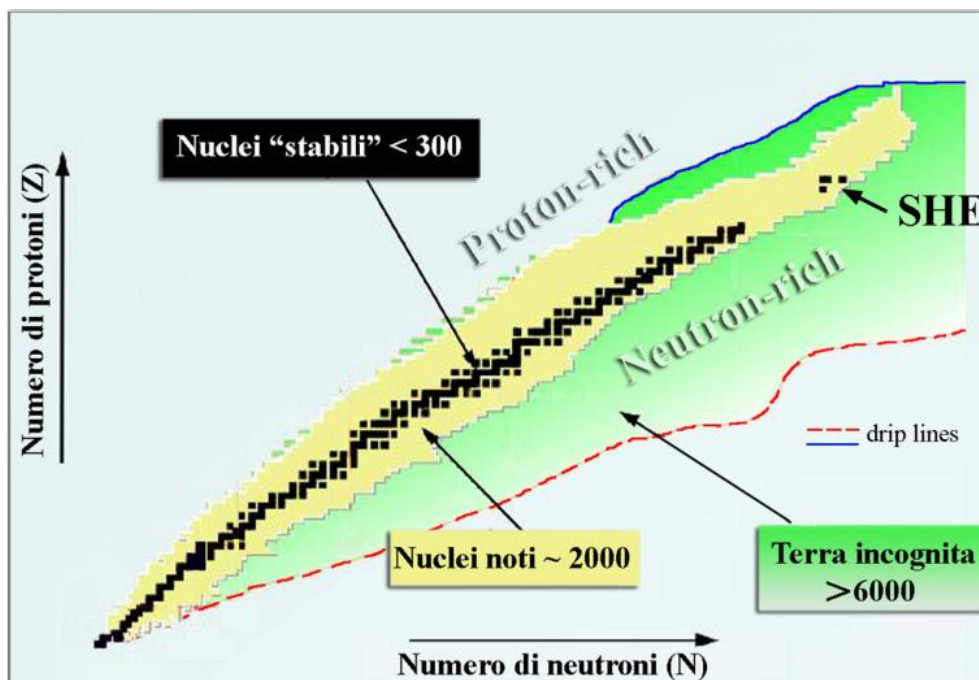 Nuclei “stabili” < 300
Proton-rich
Numero di protoni (Z)
SHE
Neutron-rich
drip lines
Nuclei noti ~ 2000
Terra incognita
>6000
Numero di neutroni (N)